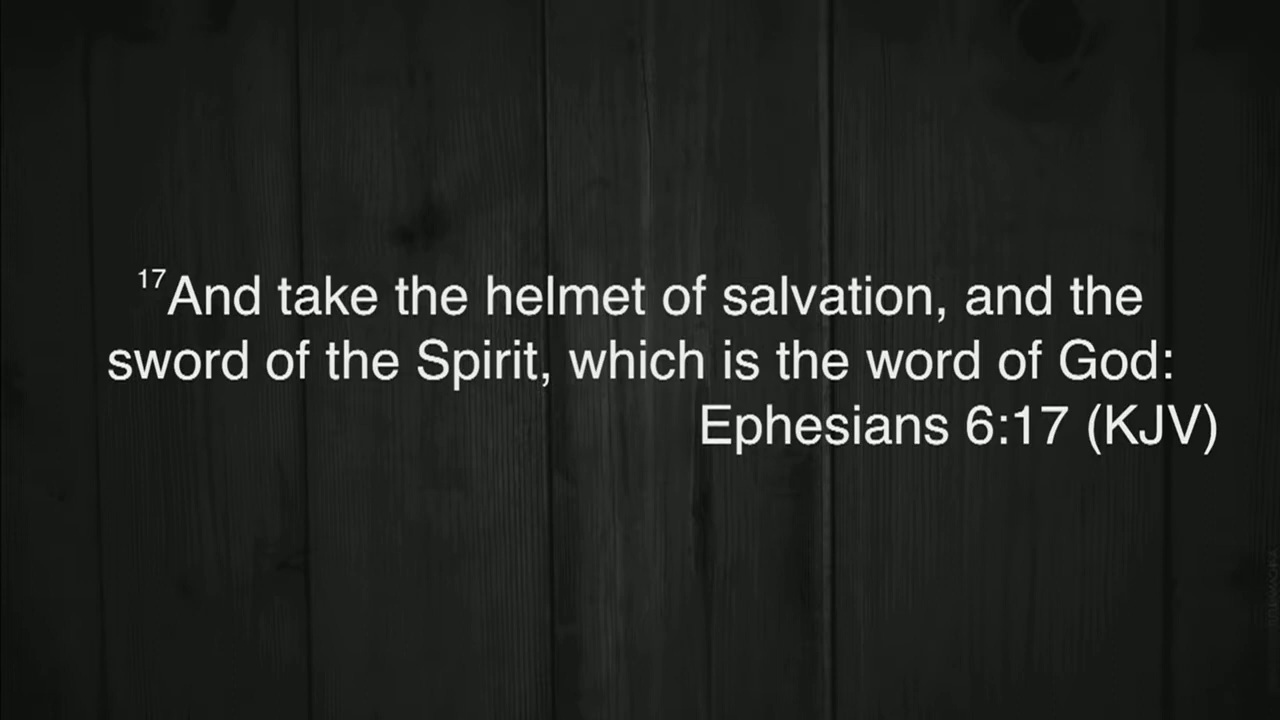 17And take the helmet of salvation, and the
sword of the Spirit, which is the word of God:
Ephesians 6:17 (KJV)